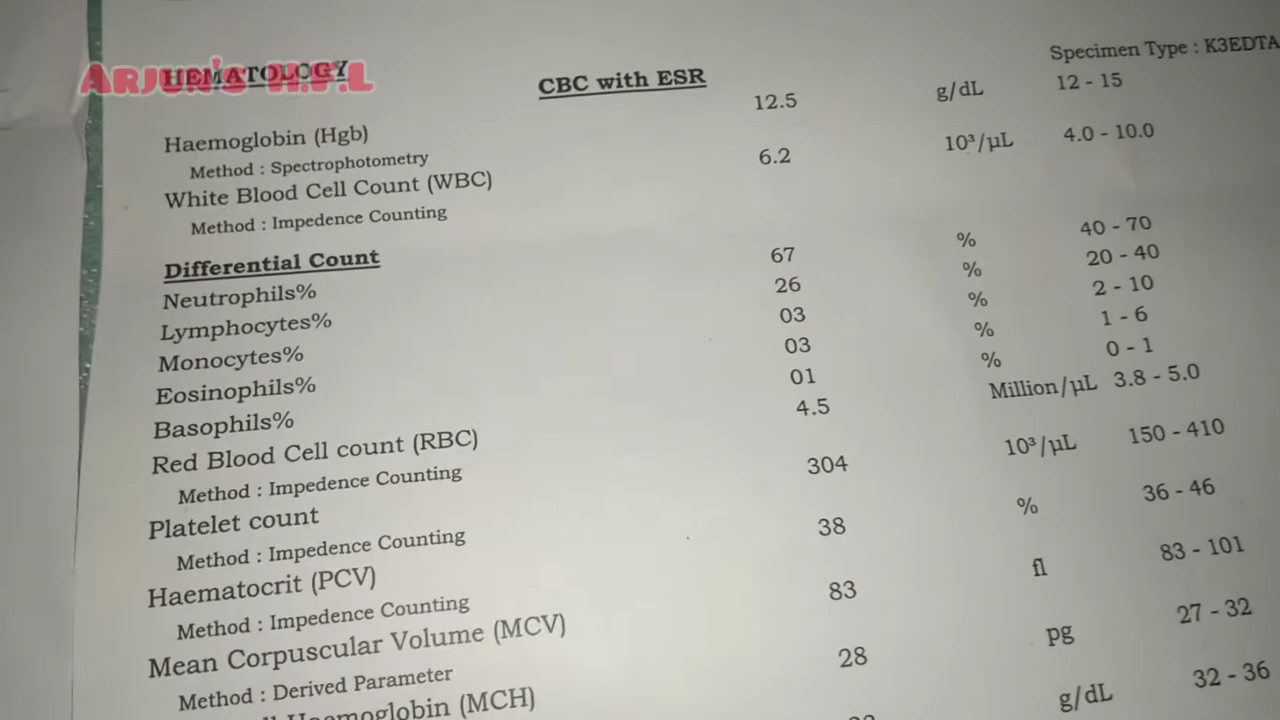 Specimen Type : K3EDTA
ARJUN'S H.F.L
HEMATOLOGY
CBC with ESR
Haemoglobin (Hgb) 12.5 g/dL 12 - 15
Method : Spectrophotometry
White Blood Cell Count (WBC) 6.2 10³/µL 4.0 - 10.0
Method : Impedence Counting
Differential Count
Neutrophils% 67 % 40 - 70
Lymphocytes% 26 % 20 - 40
Monocytes% 03 % 2 - 10
Eosinophils% 03 % 1 - 6
Basophils% 01 % 0 - 1
Red Blood Cell count (RBC) 4.5 Million/µL 3.8 - 5.0
Method : Impedence Counting
Platelet count 304 10³/µL 150 - 410
Method : Impedence Counting
Haematocrit (PCV) 38 % 36 - 46
Method : Impedence Counting
Mean Corpuscular Volume (MCV) 83 fl 83 - 101
Method : Derived Parameter
Haemoglobin (MCH) 28 pg 27 - 32
g/dL 32 - 36